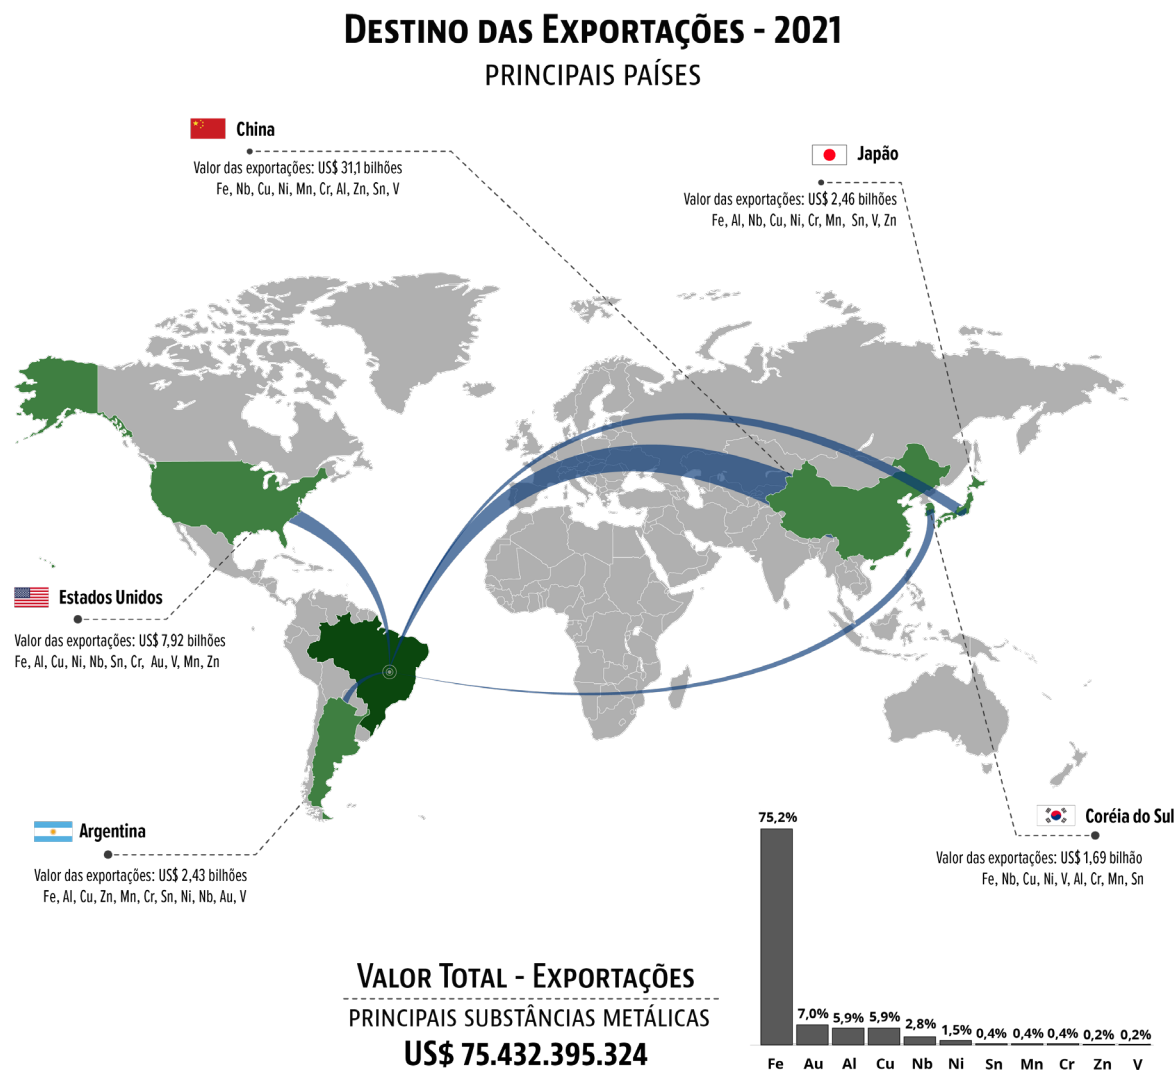 Destino das Exportações - 2021
PRINCIPAIS PAÍSES
China
Valor das exportações: US$ 31,1 bilhões
Fe, Nb, Cu, Ni, Mn, Cr, Al, Zn, Sn, V
Japão
Valor das exportações: US$ 2,46 bilhões
Fe, Al, Nb, Cu, Ni, Cr, Mn, Sn, V, Zn
Estados Unidos
Valor das exportações: US$ 7,92 bilhões
Fe, Al, Cu, Ni, Nb, Sn, Cr, Au, V, Mn, Zn
Argentina
Valor das exportações: US$ 2,43 bilhões
Fe, Al, Cu, Zn, Mn, Cr, Sn, Ni, Nb, Au, V
Coréia do Sul
Valor das exportações: US$ 1,69 bilhão
Fe, Nb, Cu, Ni, V, Al, Cr, Mn, Sn
Valor Total - Exportações
PRINCIPAIS SUBSTÂNCIAS METÁLICAS
US$ 75.432.395.324
75,2% 7,0% 5,9% 5,9% 2,8% 1,5% 0,4% 0,4% 0,4% 0,2% 0,2%
Fe Au Al Cu Nb Ni Sn Mn Cr Zn V